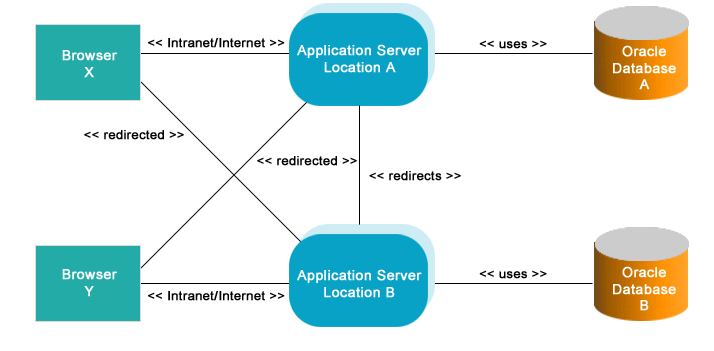 Browser
X
<< Intranet/Internet >>
Application Server
Location A
<< uses >>
Oracle
Database
A
<< redirected >>
<< redirected >>
<< redirects >>
Browser
Y
<< Intranet/Internet >>
Application Server
Location B
<< uses >>
Oracle
Database
B